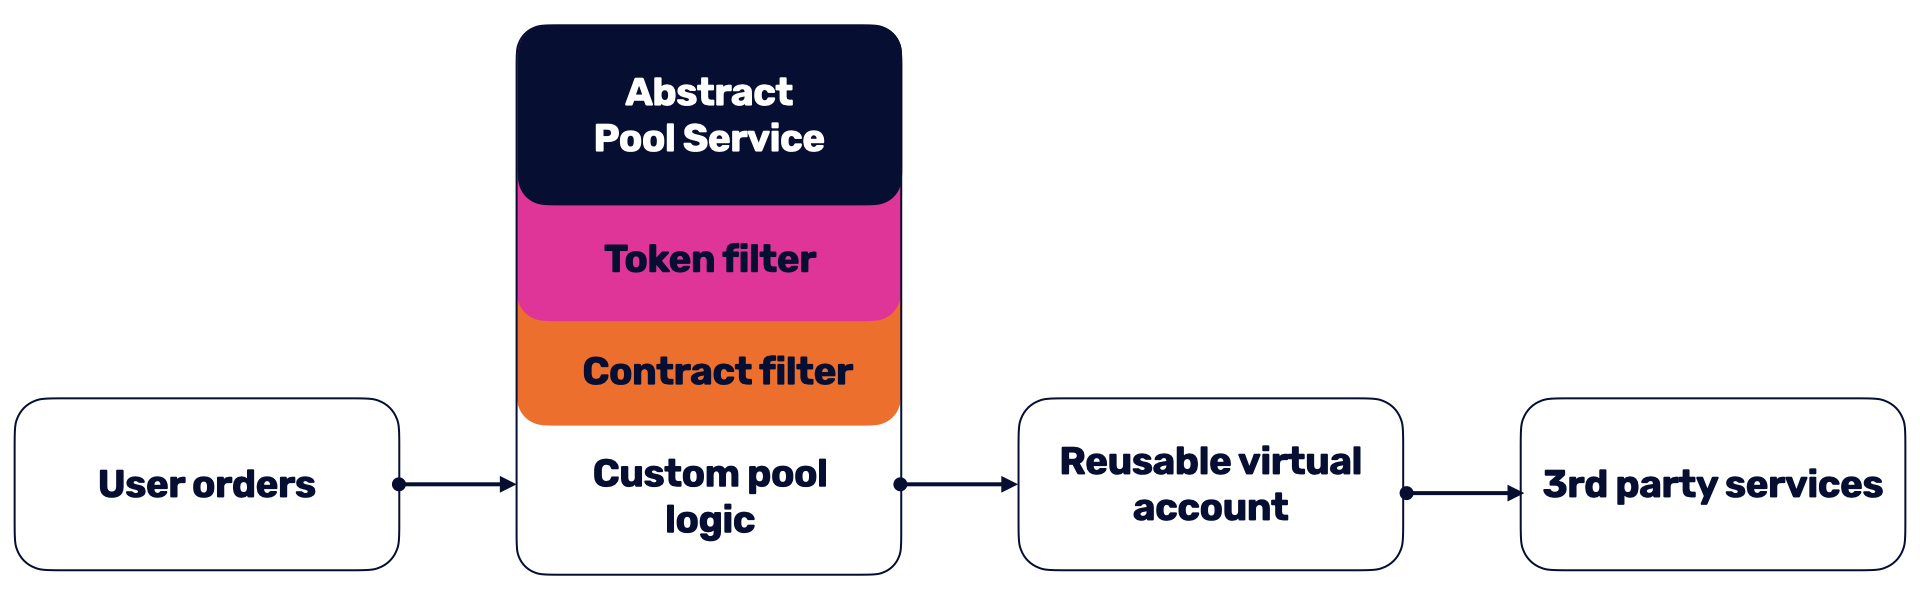 Abstract
Pool Service
Token filter
Contract filter
User orders
Custom pool
logic
Reusable virtual
account
3rd party services